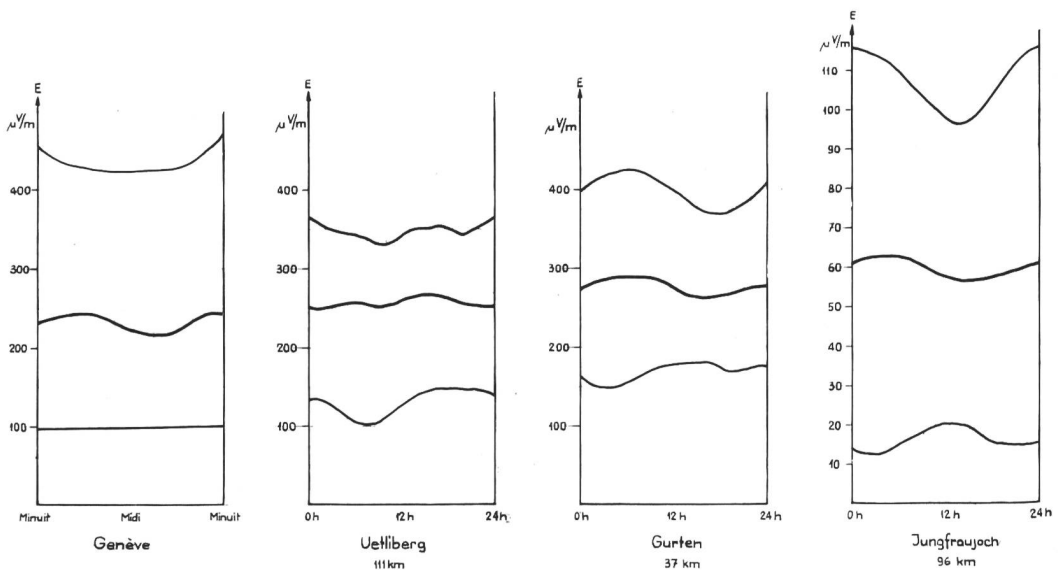 E
μV/m
400
300
200
100
Minuit Midi Minuit
Genève
E
μV/m
400
300
200
100
0h 12h 24h
Uetliberg
111 km
E
μV/m
400
300
200
100
0h 12h 24h
Gurten
37 km
E
μV/m
110
100
90
80
70
60
50
40
30
20
10
0h 12h 24h
Jungfraujoch
96 km